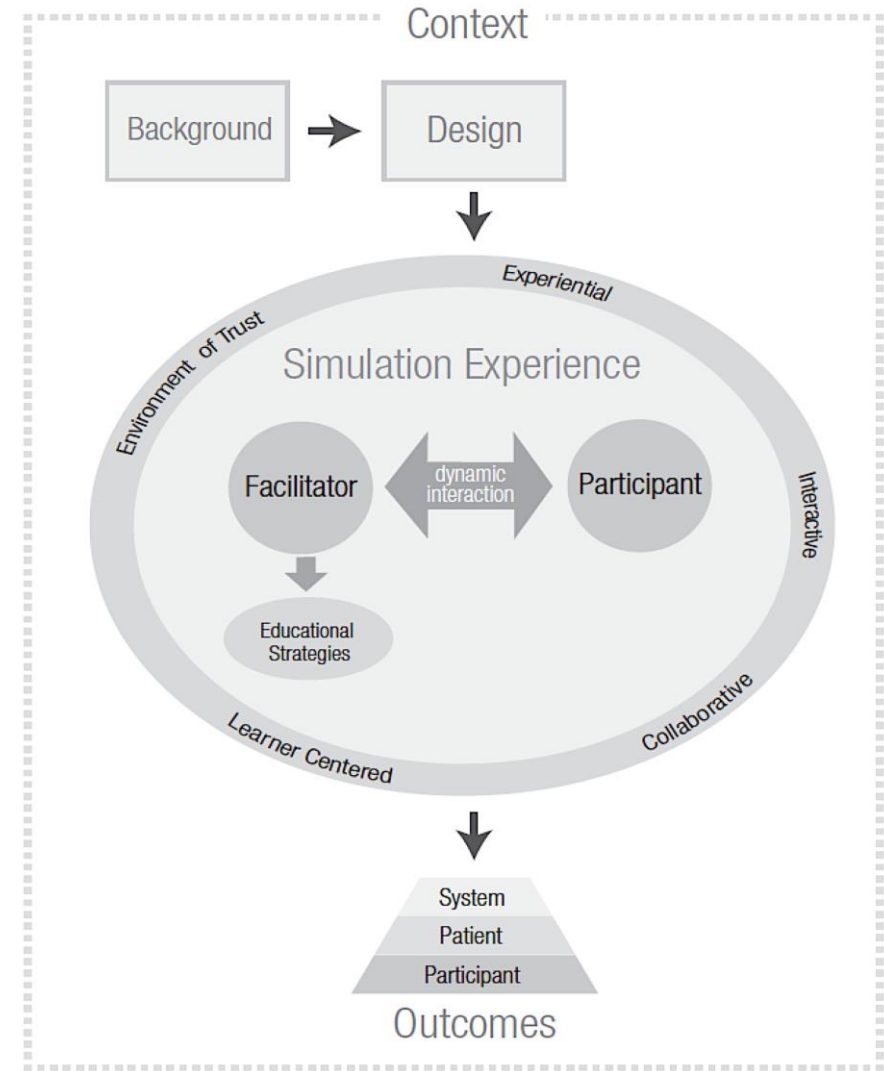 Context
Background
Design
Experiential
Environment of Trust
Simulation Experience
Facilitator
dynamic
interaction
Participant
Interactive
Educational
Strategies
Learner Centered
Collaborative
System
Patient
Participant
Outcomes